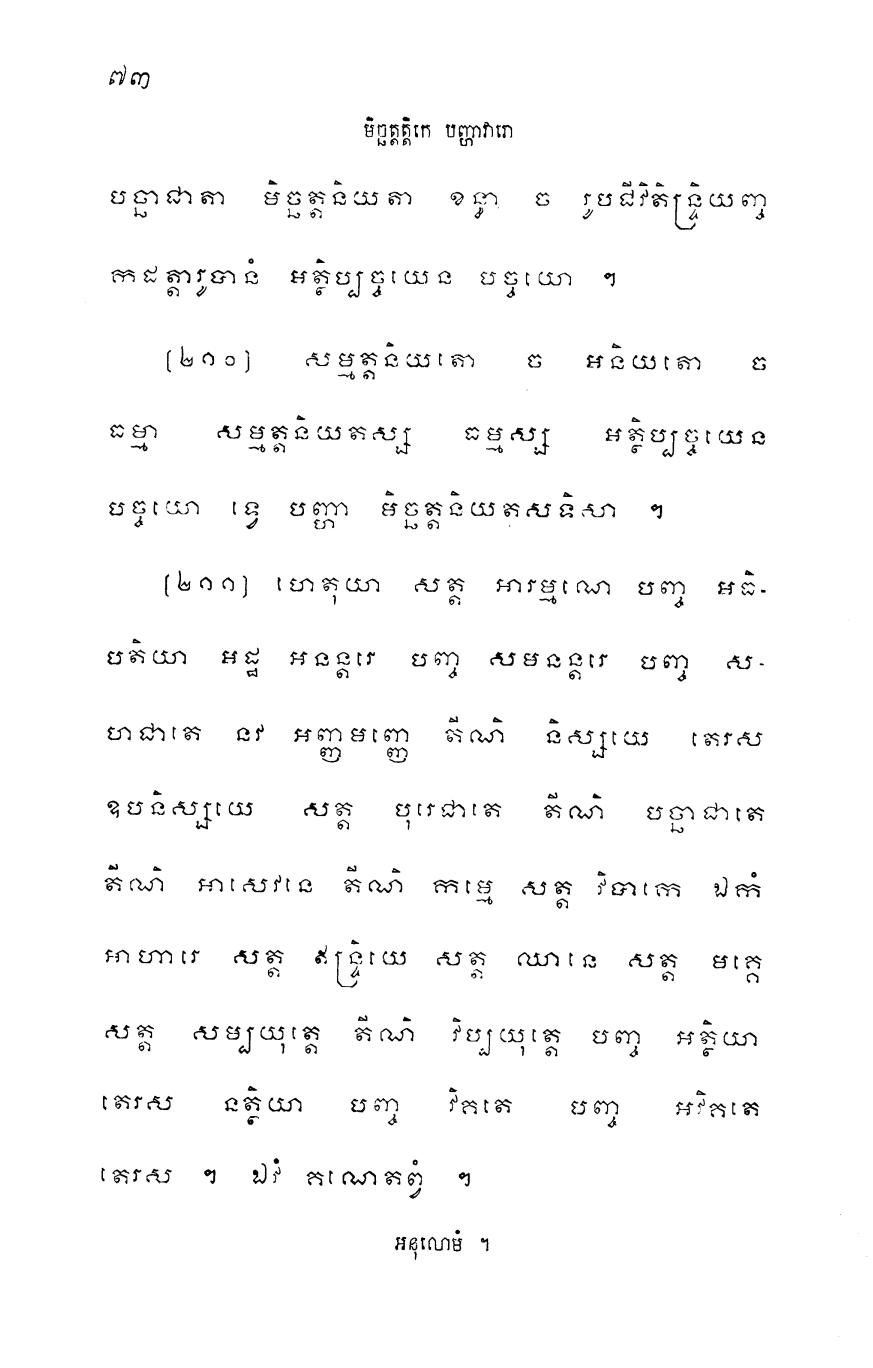 ៧៣
មិច្ឆត្តត្តិកេ បញ្ហាវារោ
បច្ឆាជាតា មិច្ឆត្តនិយតា ខន្ធា ច រូបជីវិតិន្ទ្រិយញ្ច
កដត្តារូបានំ អត្ថិប្បច្ចយេន បច្ចយោ ។
[២១០] សម្មត្តនិយតោ ច អនិយតោ ច
ធម្មា សម្មត្តនិយតស្ស ធម្មស្ស អត្ថិប្បច្ចយេន
បច្ចយោ ទ្វេ បញ្ហា មិច្ឆត្តនិយតសទិសា ។
[២១១] ហេតុយា សត្ត អារម្មណេ បញ្ច អធិ-
បតិយា អដ្ឋ អនន្តរេ បញ្ច សមនន្តរេ បញ្ច ស-
ហជាតេ នវ អញ្ញមញ្ញេ តីណិ និស្សយេ តេរស
ឧបនិស្សយេ សត្ត បុរេជាតេ តីណិ បច្ឆាជាតេ
តីណិ អាសេវនេ តីណិ កម្មេ សត្ត វិបាកេ ឯកំ
អាហារេ សត្ត ឥន្ទ្រិយេ សត្ត ឈានេ សត្ត មគ្គេ
សត្ត សម្បយុត្តេ តីណិ វិប្បយុត្តេ បញ្ច អត្ថិយា
តេរស នត្ថិយា បញ្ច វិគតេ បញ្ច អវិគតេ
តេរស ។ ឯវំ គណេតព្វំ ។
អនុលោមំ ។